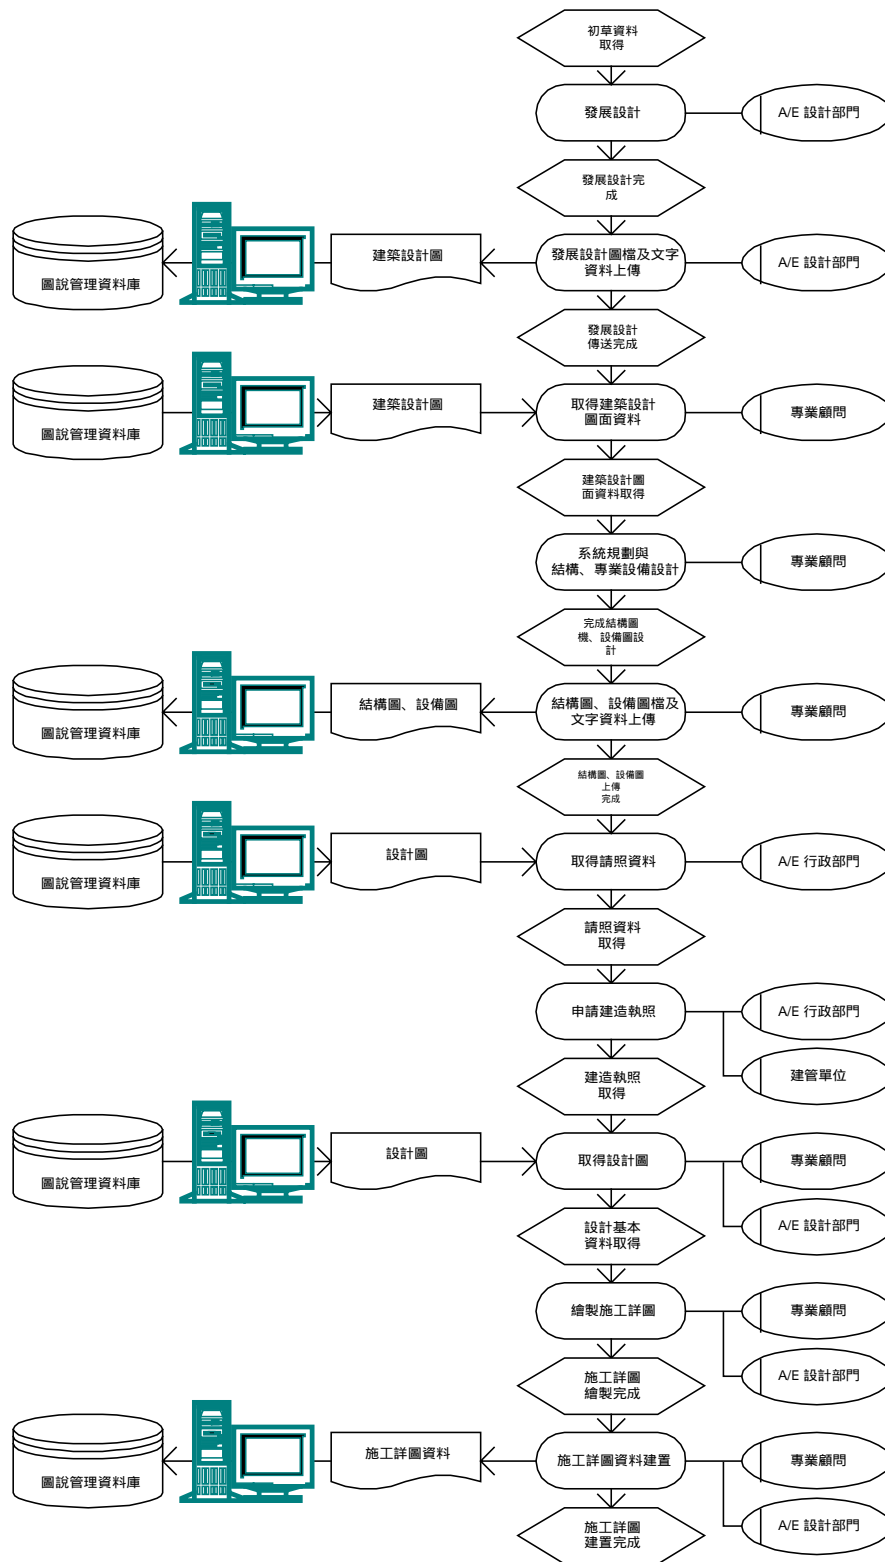 初草資料
取得
發展設計
A/E 設計部門
發展設計完
成
圖說管理資料庫
建築設計圖
發展設計圖檔及文字
資料上傳
A/E 設計部門
發展設計
傳送完成
圖說管理資料庫
建築設計圖
取得建築設計
圖面資料
專業顧問
建築設計圖
面資料取得
系統規劃與
結構、專業設備設計
專業顧問
完成結構圖
機、設備圖設
計
圖說管理資料庫
結構圖、設備圖
結構圖、設備圖檔及
文字資料上傳
專業顧問
結構圖、設備圖
上傳
完成
圖說管理資料庫
設計圖
取得請照資料
A/E 行政部門
請照資料
取得
申請建造執照
A/E 行政部門
建管單位
建造執照
取得
圖說管理資料庫
設計圖
取得設計圖
專業顧問
A/E 設計部門
設計基本
資料取得
繪製施工詳圖
專業顧問
A/E 設計部門
施工詳圖
繪製完成
圖說管理資料庫
施工詳圖資料
施工詳圖資料建置
專業顧問
A/E 設計部門
施工詳圖
建置完成